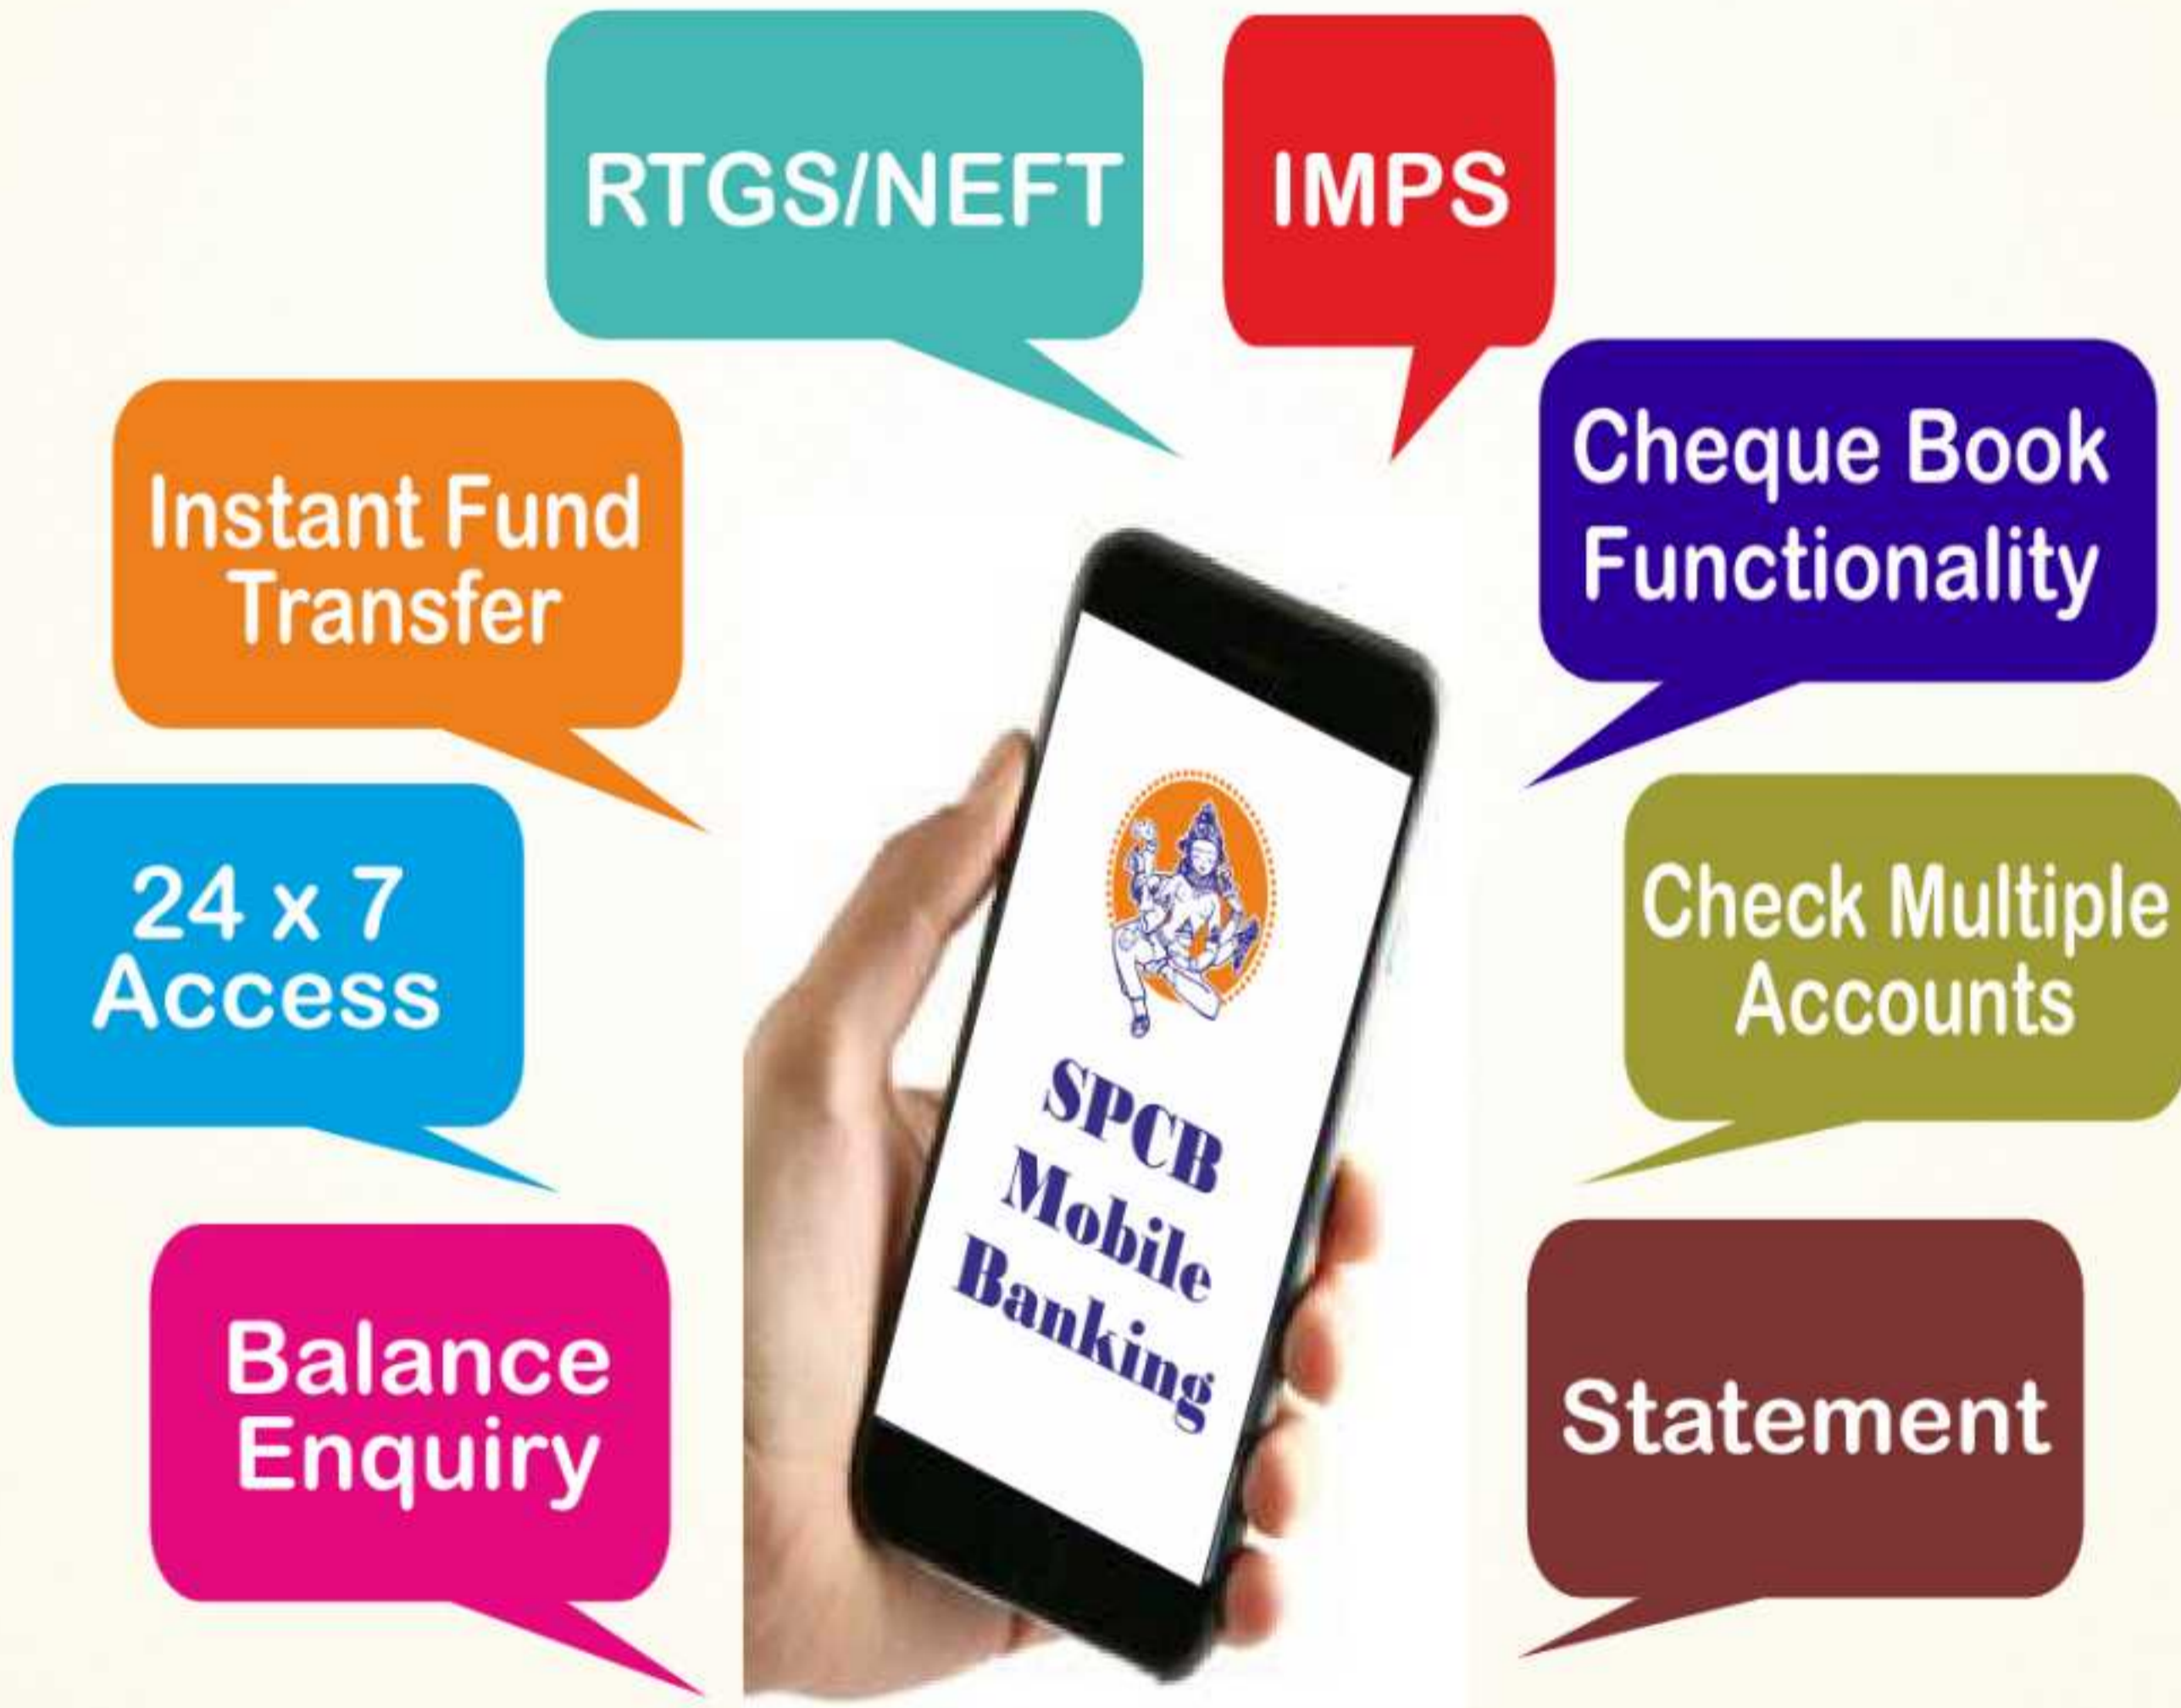 RTGS/NEFT
IMPS
Instant Fund
Transfer
Cheque Book
Functionality
24 x 7
Access
Check Multiple
Accounts
SPCB
Mobile
Banking
Balance
Enquiry
Statement